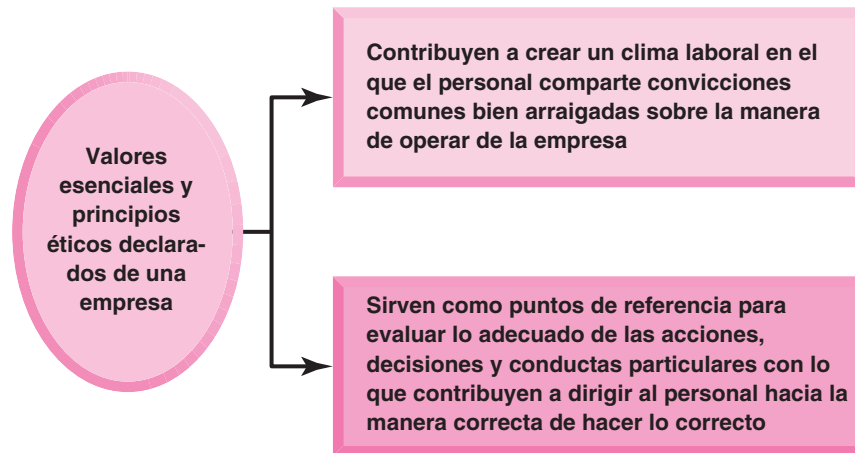 Valores
esenciales y
principios
éticos declara-
dos de una
empresa
Contribuyen a crear un clima laboral en el
que el personal comparte convicciones
comunes bien arraigadas sobre la manera
de operar de la empresa
Sirven como puntos de referencia para
evaluar lo adecuado de las acciones,
decisiones y conductas particulares con lo
que contribuyen a dirigir al personal hacia la
manera correcta de hacer lo correcto